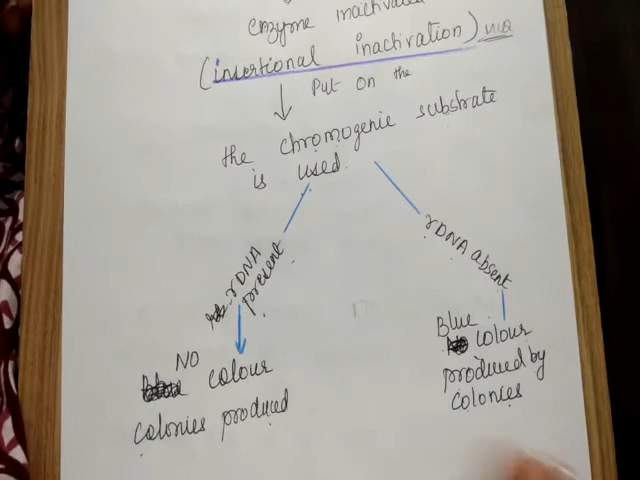 enzyme inactivated
(insertional inactivation) MCQ
Put on the
the chromogenic substrate
is used.
rDNA
present
rDNA absent
NO
colour
colonies produced
Blue
colour
produced by
colonies